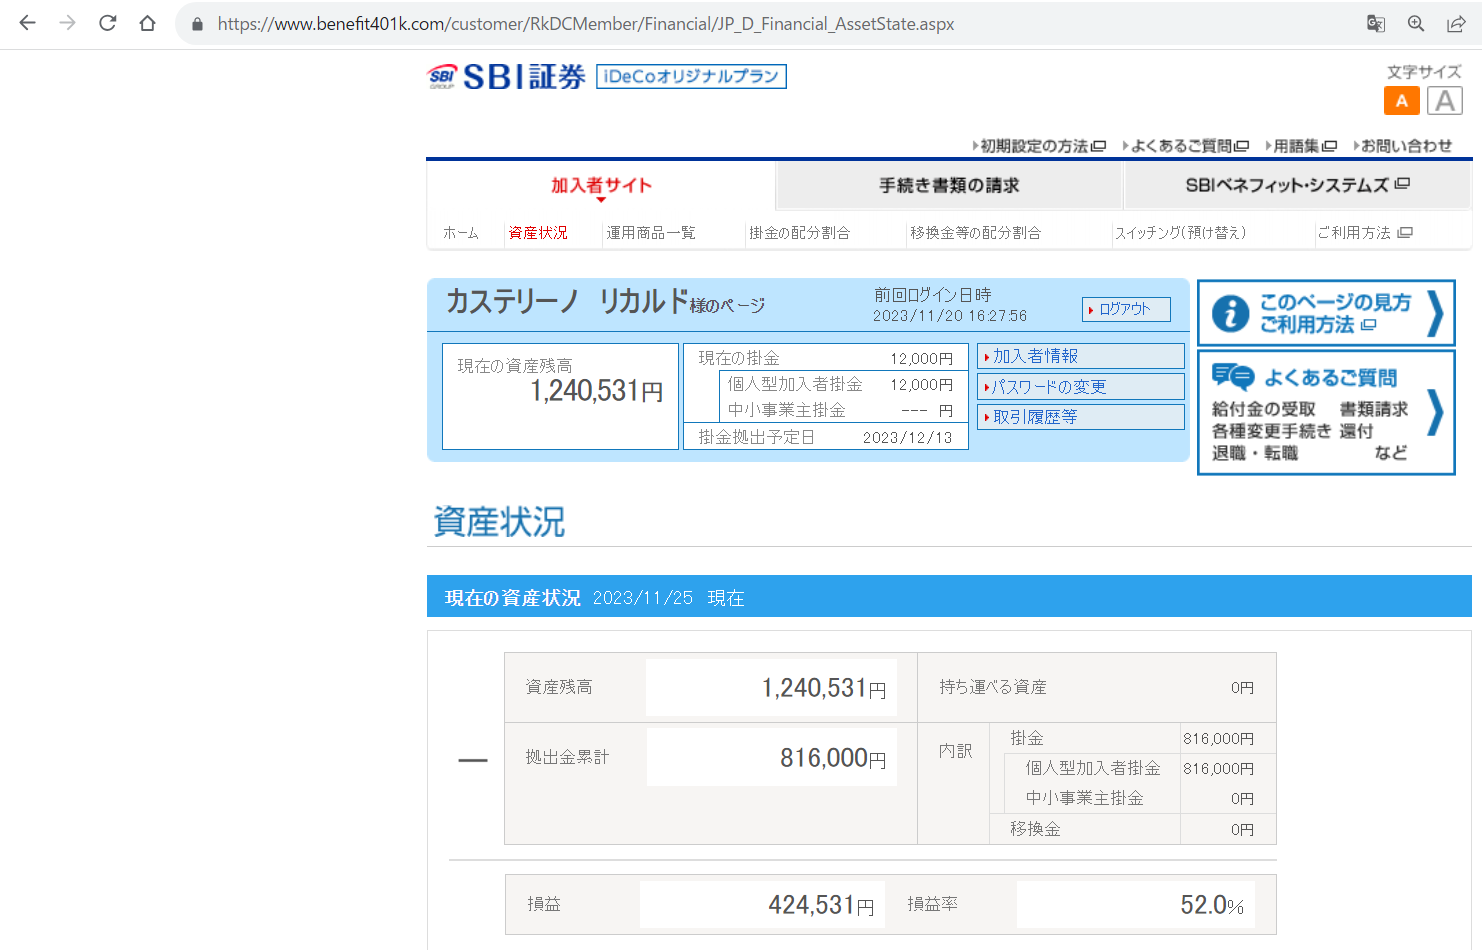 https://www.benefit401k.com/customer/RkDCMember/Financial/JP_D_Financial_AssetState.aspx
SBI GROUP SBI証券 iDeCoオリジナルプラン
文字サイズ
A A
初期設定の方法 よくあるご質問 用語集 お問い合わせ
加入者サイト 手続き書類の請求 SBIベネフィット・システムズ
ホーム 資産状況 運用商品一覧 掛金の配分割合 移換金等の配分割合 スイッチング(預け替え) ご利用方法
カステリーノ リカルド様のページ
前回ログイン日時
2023/11/20 16:27:56
ログアウト
現在の資産残高
1,240,531円
現在の掛金 12,000円
個人型加入者掛金 12,000円
中小事業主掛金 --- 円
掛金拠出予定日 2023/12/13
加入者情報
パスワードの変更
取引履歴等
このページの見方
ご利用方法
よくあるご質問
給付金の受取 書類請求
各種変更手続き 還付
退職・転職 など
資産状況
現在の資産状況 2023/11/25 現在
資産残高 1,240,531円 持ち運べる資産 0円
拠出金累計 816,000円 内訳 掛金 816,000円
個人型加入者掛金 816,000円
中小事業主掛金 0円
移換金 0円
損益 424,531円 損益率 52.0%